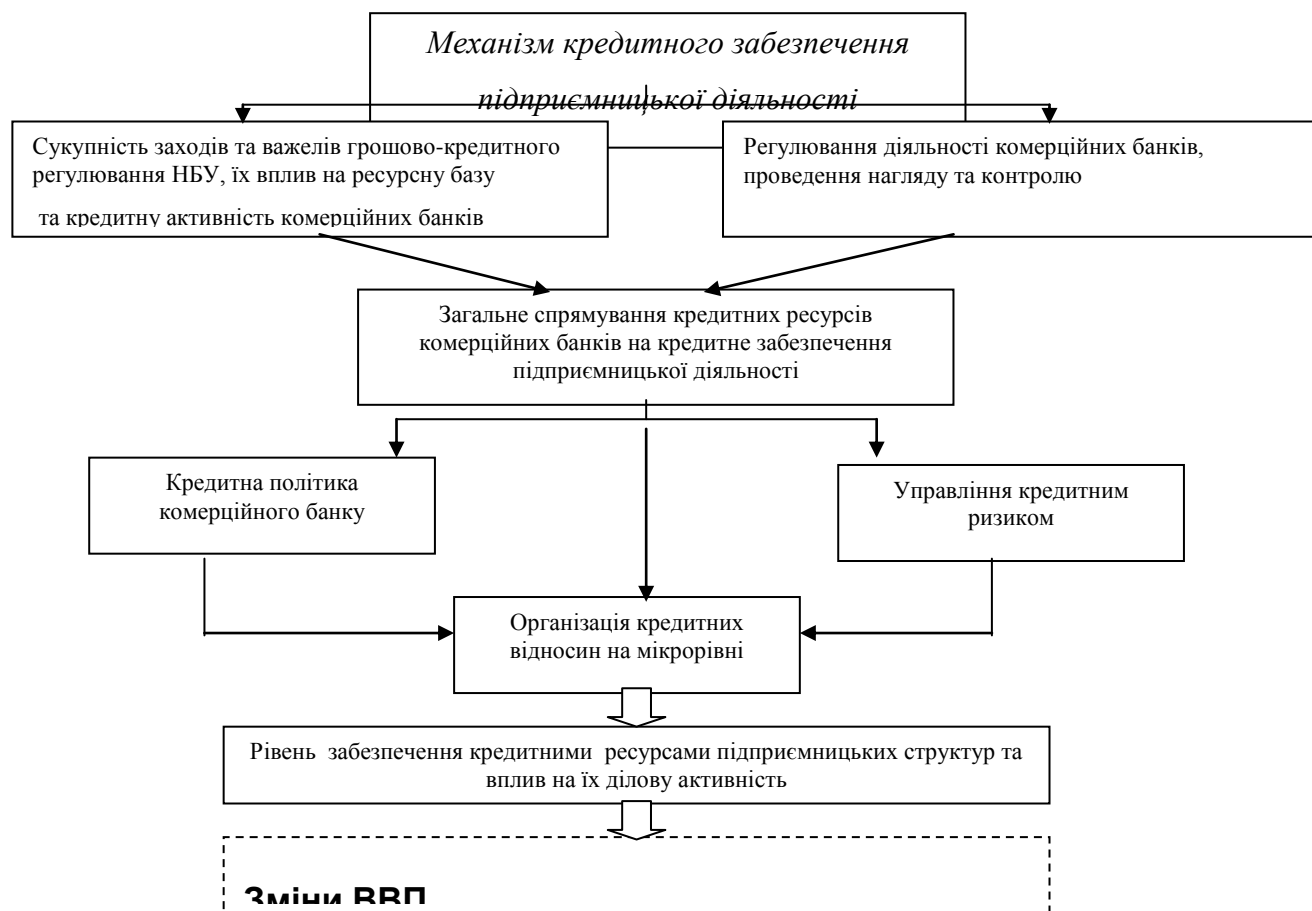 Механізм кредитного забезпечення
підприємницької діяльності
Сукупність заходів та важелів грошово-кредитного
регулювання НБУ, їх вплив на ресурсну базу
та кредитну активність комерційних банків
Регулювання діяльності комерційних банків,
проведення нагляду та контролю
Загальне спрямування кредитних ресурсів
комерційних банків на кредитне забезпечення
підприємницької діяльності
Кредитна політика
комерційного банку
Управління кредитним
ризиком
Організація кредитних
відносин на мікрорівні
Рівень забезпечення кредитними ресурсами підприємницьких структур та
вплив на їх ділову активність
Зміни ВВП